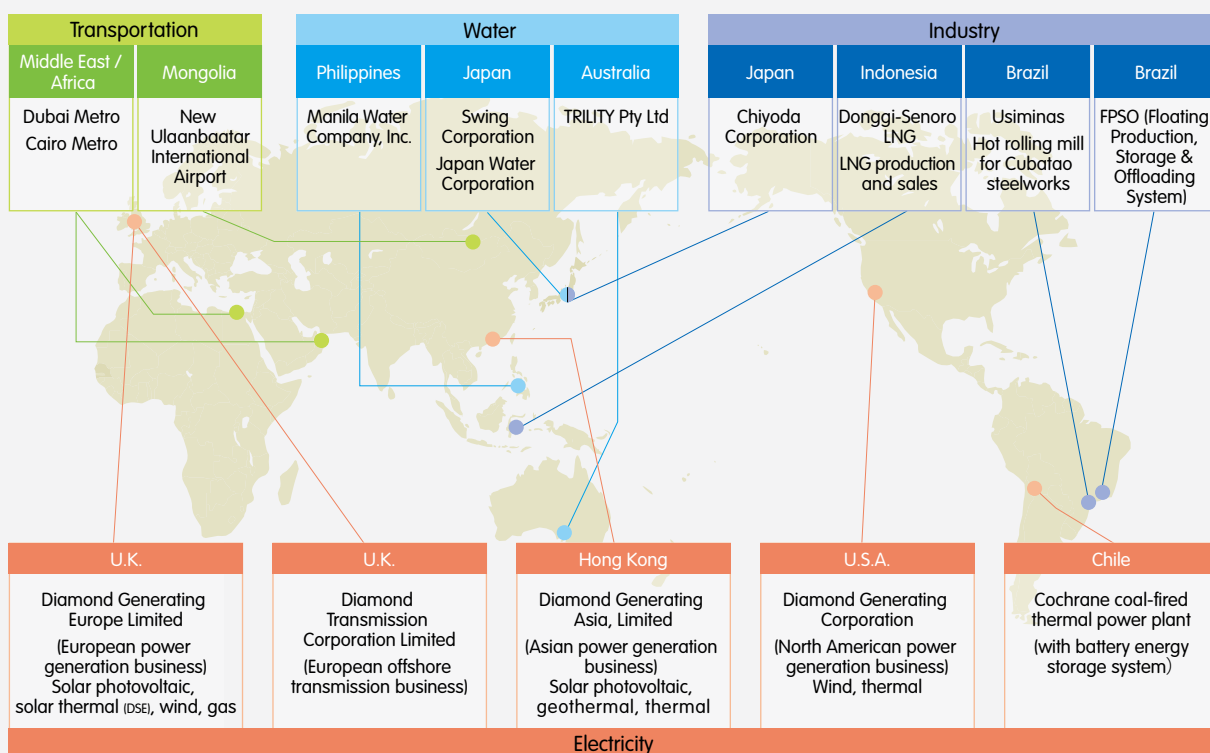 Transportation
Middle East /
Africa
Dubai Metro
Cairo Metro
Mongolia
New
Ulaanbaatar
International
Airport
Water
Philippines
Manila Water
Company, Inc.
Japan
Swing
Corporation
Japan Water
Corporation
Australia
TRILITY Pty Ltd
Industry
Japan
Chiyoda
Corporation
Indonesia
Donggi-Senoro
LNG
LNG production
and sales
Brazil
Usiminas
Hot rolling mill
for Cubatao
steelworks
Brazil
FPSO (Floating
Production,
Storage &
Offloading
System)
U.K.
Diamond Generating
Europe Limited
(European power
generation business)
Solar photovoltaic,
solar thermal (DSE), wind, gas
U.K.
Diamond
Transmission
Corporation Limited
(European offshore
transmission business)
Hong Kong
Diamond Generating
Asia, Limited
(Asian power generation
business)
Solar photovoltaic,
geothermal, thermal
U.S.A.
Diamond Generating
Corporation
(North American power
generation business)
Wind, thermal
Chile
Cochrane coal-fired
thermal power plant
(with battery energy
storage system)
Electricity